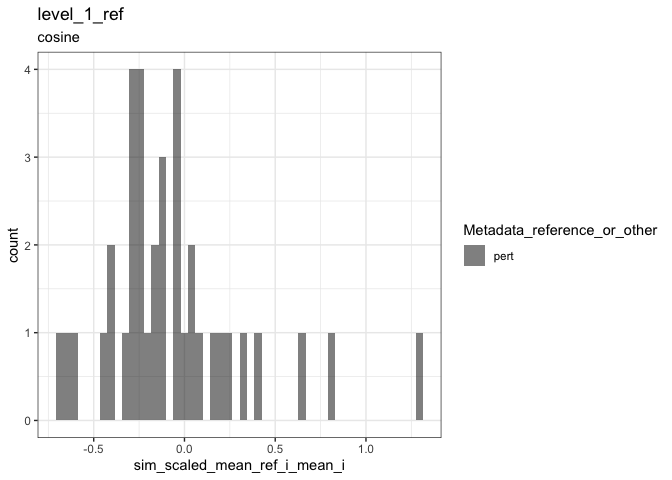 level_1_ref
cosine
4
3
2
1
0
count
-0.5 0.0 0.5 1.0
sim_scaled_mean_ref_i_mean_i
Metadata_reference_or_other
pert